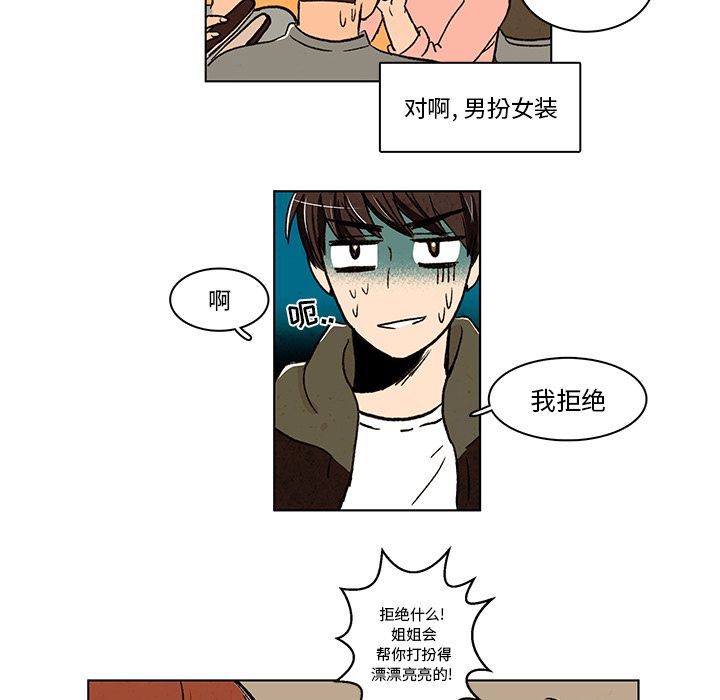 对啊, 男扮女装
啊
呃..
我拒绝
拒绝什么!
姐姐会
帮你打扮得
漂漂亮亮的!